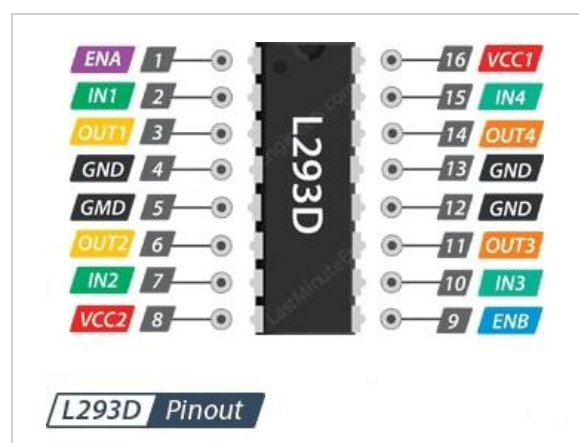 ENA 1 16 VCC1
IN1 2 15 IN4
OUT1 3 14 OUT4
GND 4 13 GND
GMD 5 12 GND
OUT2 6 11 OUT3
IN2 7 10 IN3
VCC2 8 9 ENB
L293D
L293D Pinout